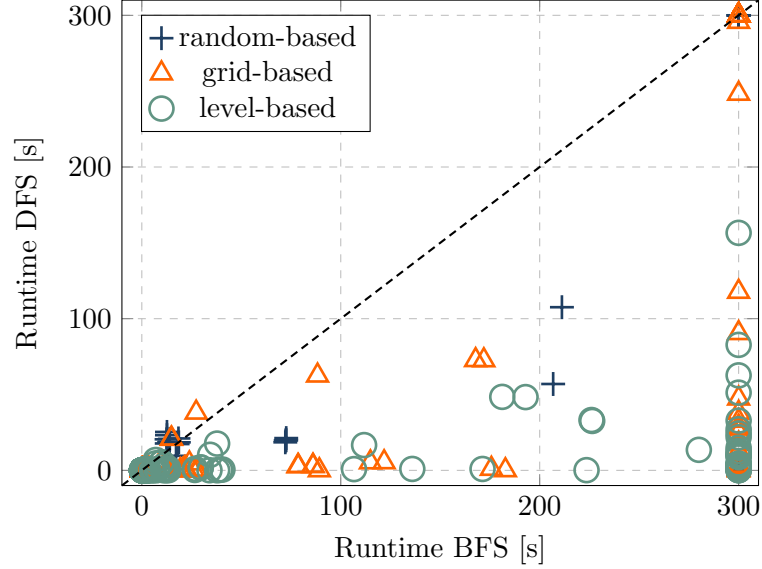 300
200
100
0
Runtime DFS [s]
random-based
grid-based
level-based
0
100
200
300
Runtime BFS [s]